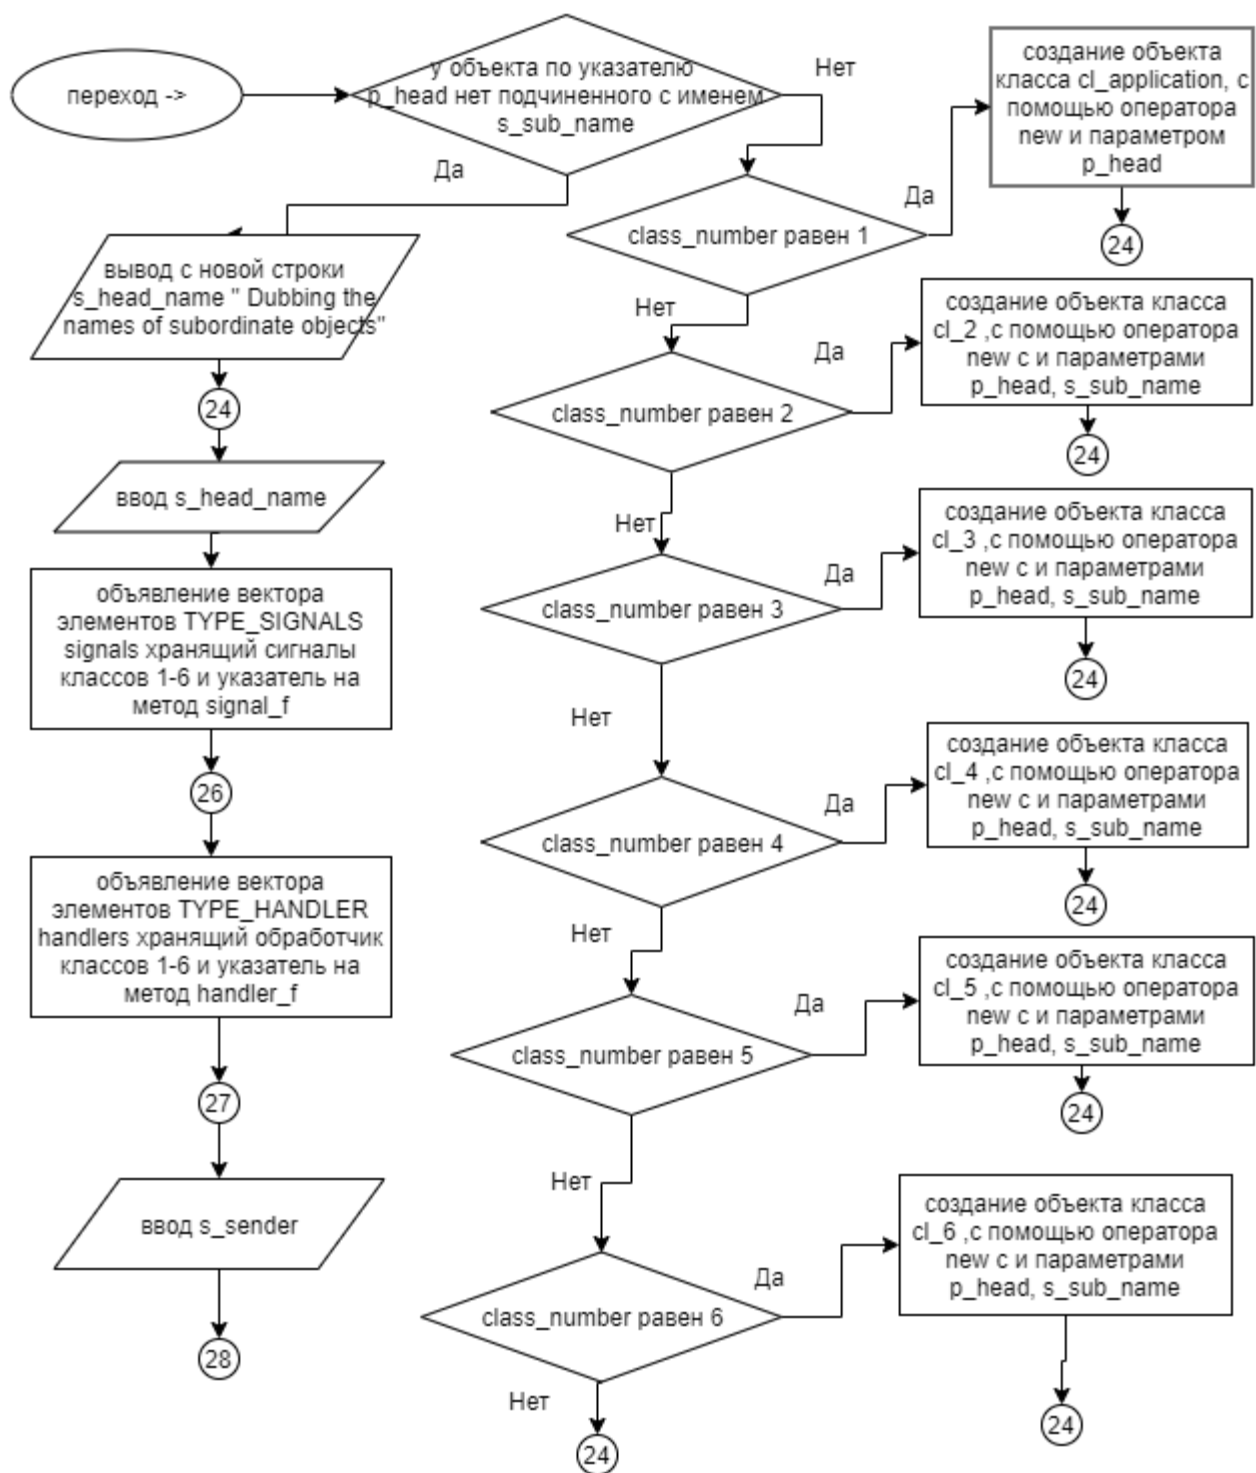 переход ->
у объекта по указателю
p_head нет подчиненного с именем
s_sub_name
Нет
Да
создание объекта
класса cl_application, с
помощью оператора
new и параметром
p_head
24
class_number равен 1
Да
Нет
вывод с новой строки
s_head_name " Dubbing the
names of subordinate objects"
24
создание объекта класса
cl_2 ,с помощью оператора
new с и параметрами
p_head, s_sub_name
24
class_number равен 2
Да
Нет
ввод s_head_name
создание объекта класса
cl_3 ,с помощью оператора
new с и параметрами
p_head, s_sub_name
24
class_number равен 3
Да
Нет
объявление вектора
элементов TYPE_SIGNALS
signals хранящий сигналы
классов 1-6 и указатель на
метод signal_f
26
создание объекта класса
cl_4 ,с помощью оператора
new с и параметрами
p_head, s_sub_name
24
class_number равен 4
Да
Нет
объявление вектора
элементов TYPE_HANDLER
handlers хранящий обработчик
классов 1-6 и указатель на
метод handler_f
27
создание объекта класса
cl_5 ,с помощью оператора
new с и параметрами
p_head, s_sub_name
24
class_number равен 5
Да
Нет
ввод s_sender
28
создание объекта класса
cl_6 ,с помощью оператора
new с и параметрами
p_head, s_sub_name
24
class_number равен 6
Да
Нет
24